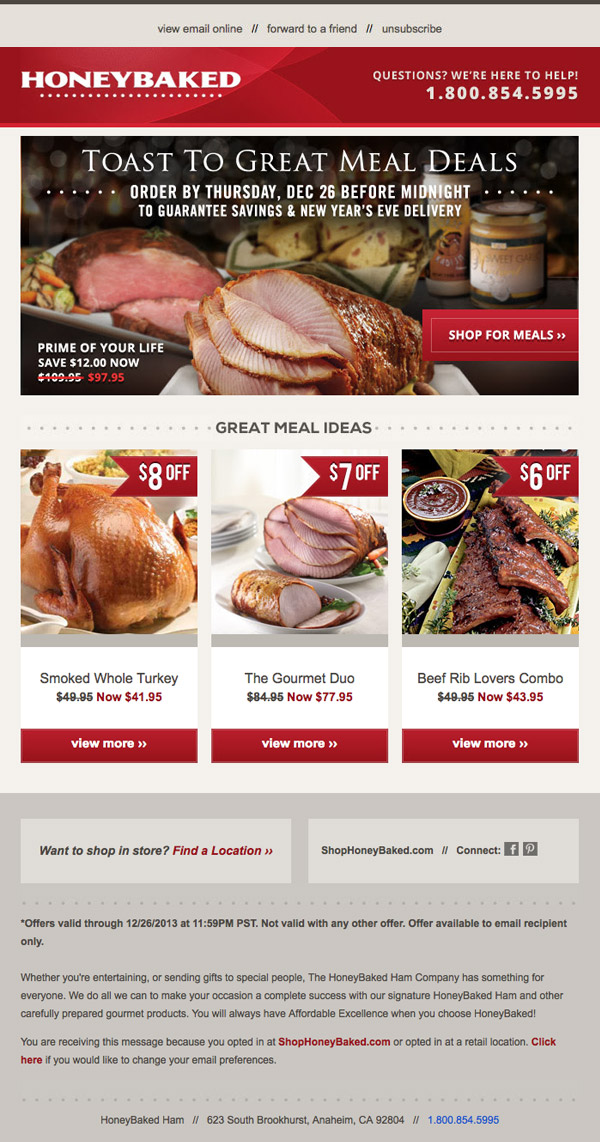 view email online // forward to a friend // unsubscribe
HONEYBAKED
QUESTIONS? WE'RE HERE TO HELP!
1.800.854.5995
TOAST TO GREAT MEAL DEALS
ORDER BY THURSDAY, DEC 26 BEFORE MIDNIGHT
TO GUARANTEE SAVINGS & NEW YEAR'S EVE DELIVERY
SWEET
SHOP FOR MEALS ››
PRIME OF YOUR LIFE
SAVE $12.00 NOW
$109.95 $97.95
GREAT MEAL IDEAS
$8 OFF
$7 OFF
$6 OFF
Smoked Whole Turkey
$49.95 Now $41.95
view more ››
The Gourmet Duo
$84.95 Now $77.95
view more ››
Beef Rib Lovers Combo
$49.95 Now $43.95
view more ››
Want to shop in store? Find a Location ››
ShopHoneyBaked.com // Connect:
*Offers valid through 12/26/2013 at 11:59PM PST. Not valid with any other offer. Offer available to email recipient
only.
Whether you're entertaining, or sending gifts to special people, The HoneyBaked Ham Company has something for
everyone. We do all we can to make your occasion a complete success with our signature HoneyBaked Ham and other
carefully prepared gourmet products. You will always have Affordable Excellence when you choose HoneyBaked!
You are receiving this message because you opted in at ShopHoneyBaked.com or opted in at a retail location. Click
here if you would like to change your email preferences.
HoneyBaked Ham // 623 South Brookhurst, Anaheim, CA 92804 // 1.800.854.5995